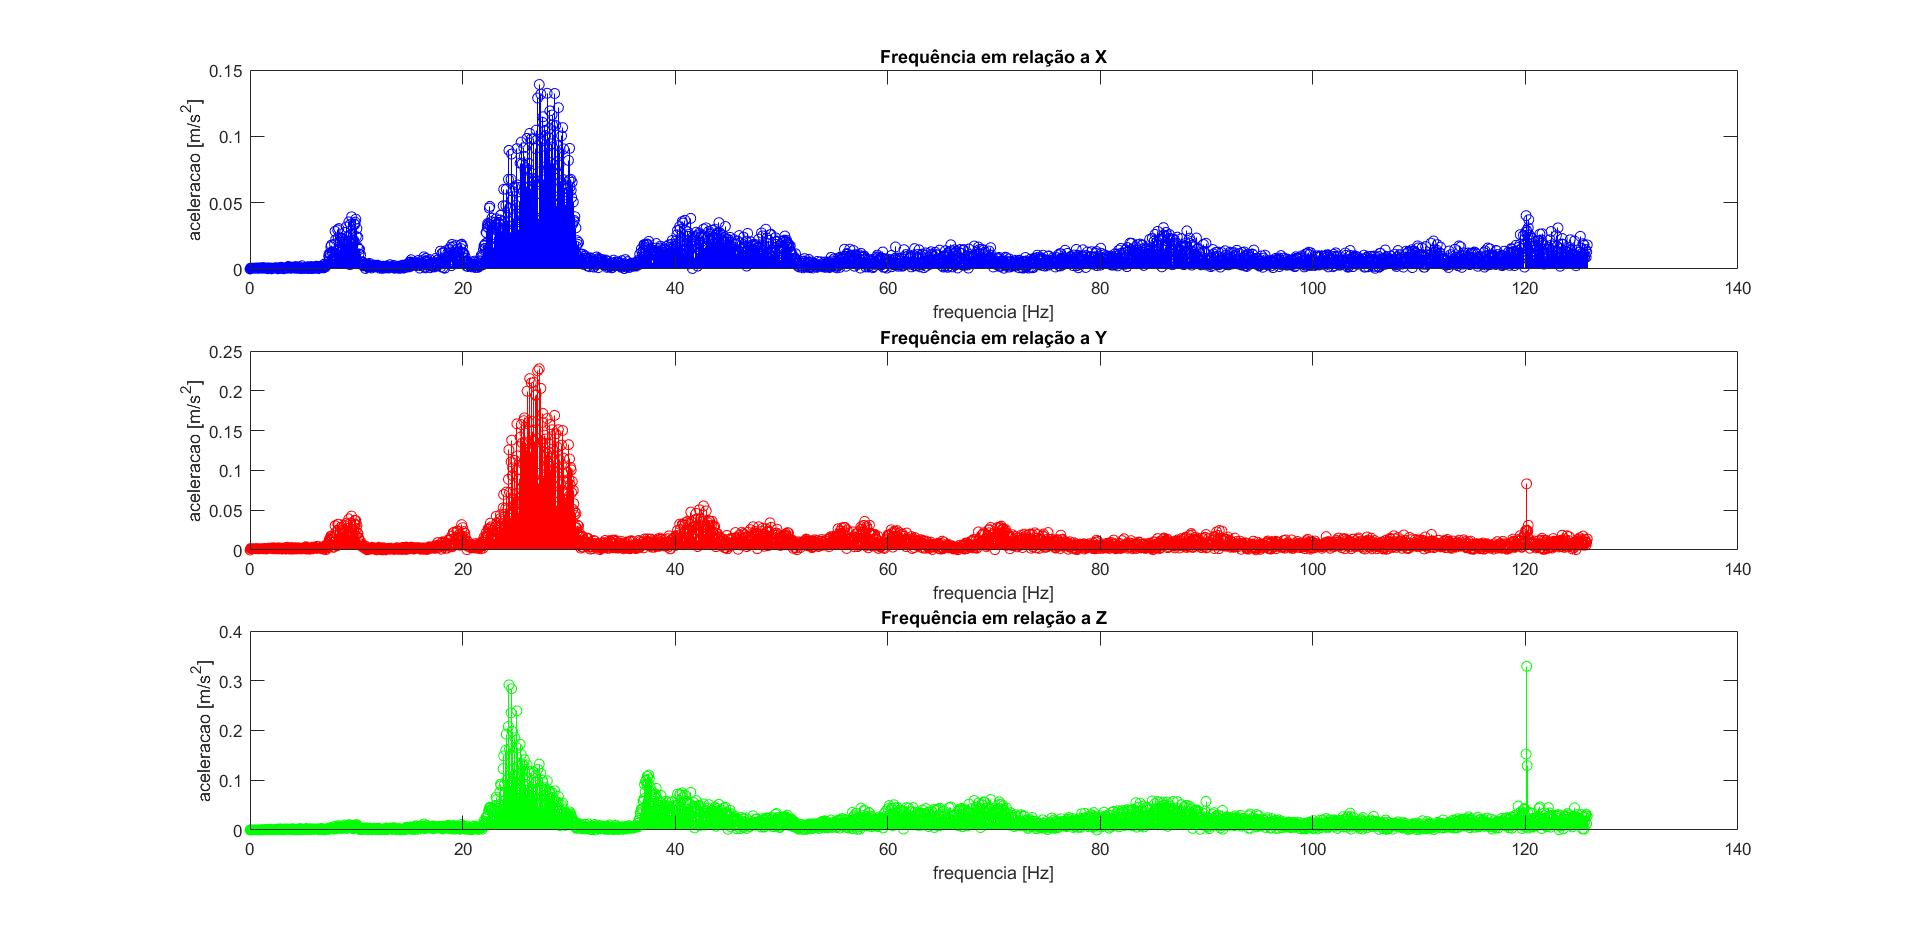 Frequência em relação a X
0.15
0.1
0.05
0
aceleracao [m/s2]
0 20 40 60 80 100 120 140
frequencia [Hz]
Frequência em relação a Y
0.25
0.2
0.15
0.1
0.05
0
aceleracao [m/s2]
0 20 40 60 80 100 120 140
frequencia [Hz]
Frequência em relação a Z
0.4
0.3
0.2
0.1
0
aceleracao [m/s2]
0 20 40 60 80 100 120 140
frequencia [Hz]